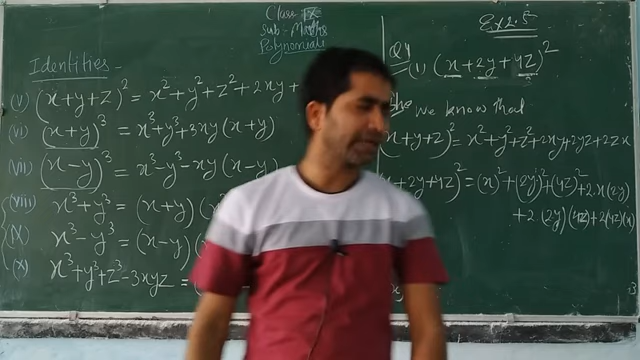 Class IX
Sub - Maths
Polynomials
Identities -
(v) (x+y+z)² = x²+y²+z²+2xy+
(vi) (x+y)³ = x³+y³+3xy(x+y)
(vii) (x-y)³ = x³-y³-xy(x-y)
(viii) x³+y³ = (x+y)(x
(ix) x³-y³ = (x-y)(
(x) x³+y³+z³-3xyz =
Ex 2.5
Q4
(1) (x+2y+4z)²
we know that
x+y+z)² = x²+y²+z²+2xy+2yz+2zx
+2y+4z)² = (x)²+(2y)²+(4z)²+2.x(2y)
+2.(2y)(4z)+2(4z)(x)